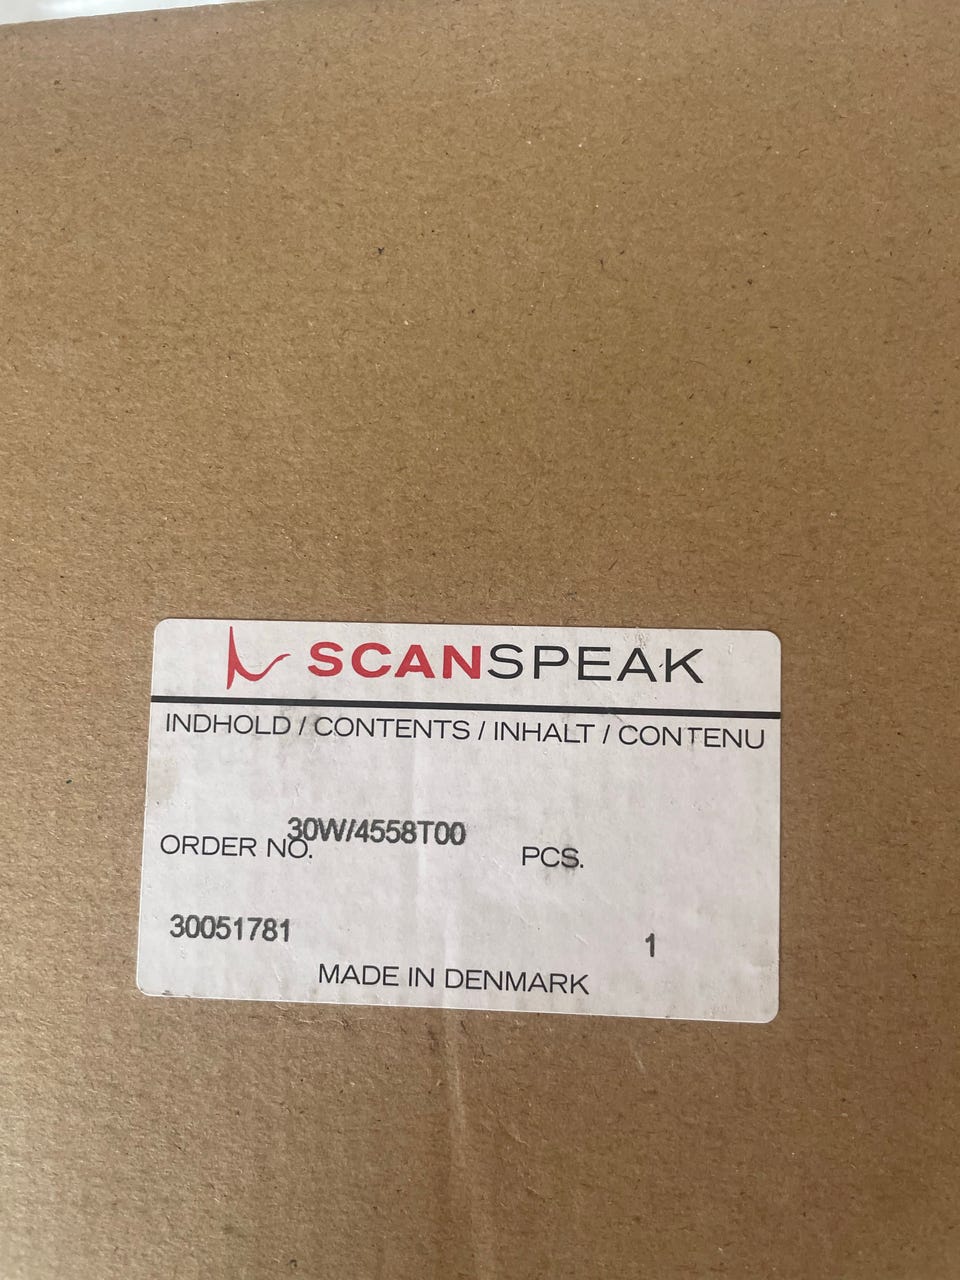 SCANSPEAK
INDHOLD / CONTENTS / INHALT / CONTENU
30W/4558T00
ORDER NO. PCS.
30051781 1
MADE IN DENMARK